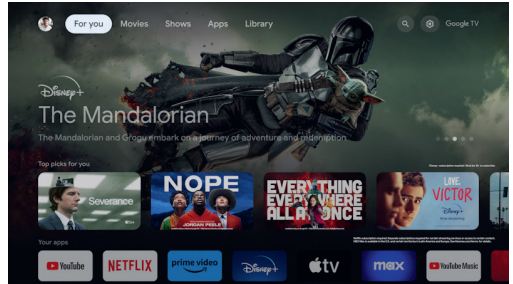 For you Movies Shows Apps Library Google TV
Disney+
The Mandalorian
The Mandalorian and Grogu embark on a journey of adventure and redemption
Top picks for you
Severance
NOPE
JORDAN PEELE
EVERYTHING
EVERYWHERE
ALL AT ONCE
LOVE,
VICTOR
Disney+
Your apps
YouTube NETFLIX prime video Disney+ tv max YouTube Music